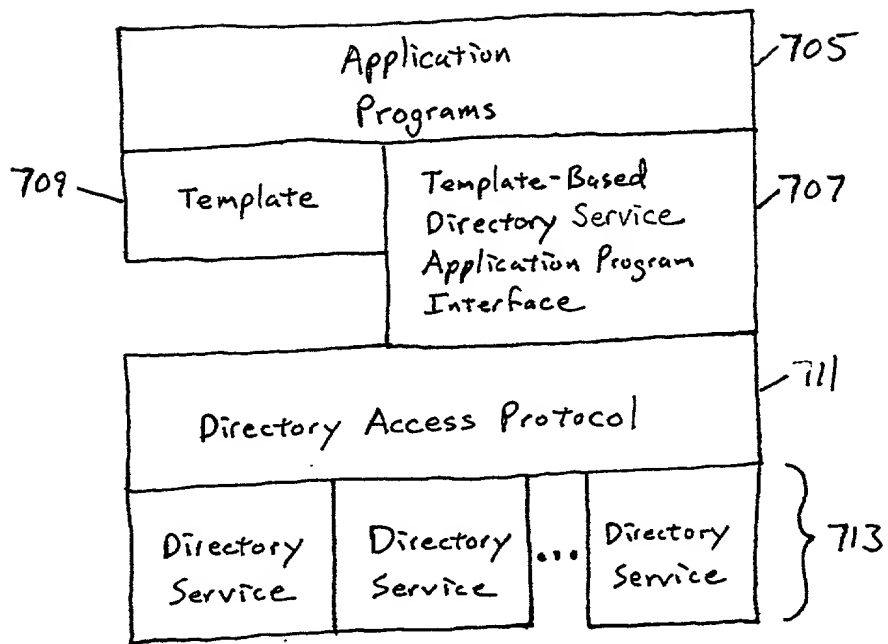 Application
Programs
705
709
Template
Template-Based
Directory Service
Application Program
Interface
707
Directory Access Protocol
711
Directory
Service
Directory
Service
...
Directory
Service
713